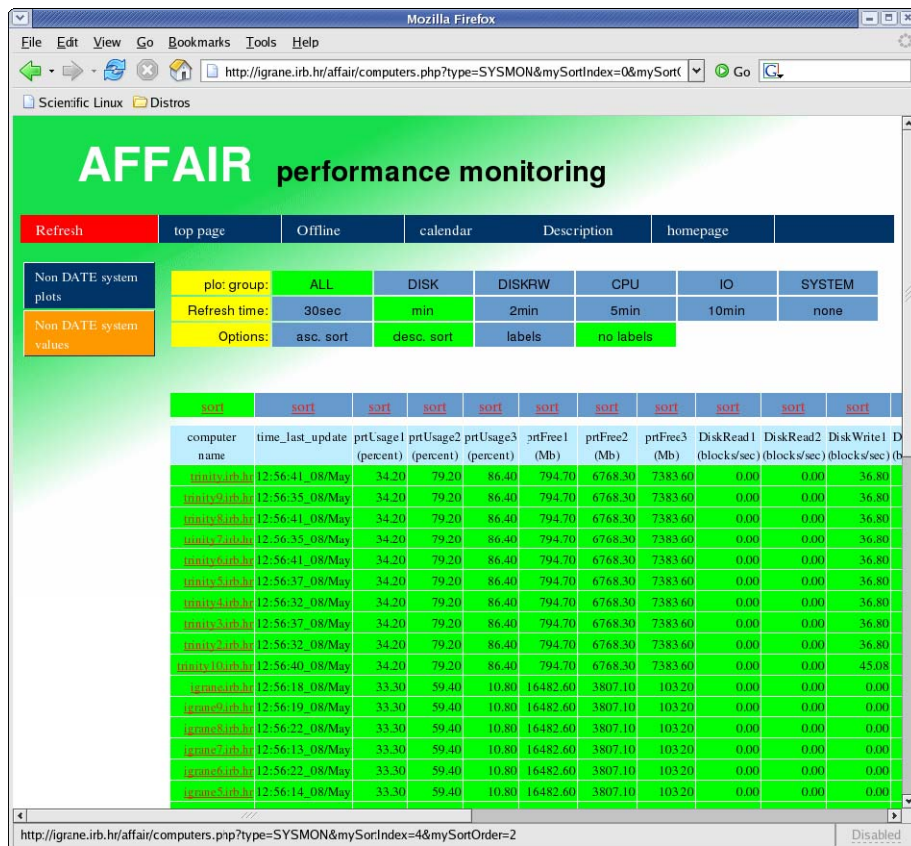 Mozilla Firefox
File Edit View Go Bookmarks Tools Help
http://igrane.irb.hr/affair/computers.php?type=SYSMON&mySortIndex=0&mySort( Go G
Scientific Linux Distros
AFFAIR performance monitoring
Refresh top page Offline calendar Description homepage
Non DATE system plots
Non DATE system values
plot group: ALL DISK DISKRW CPU IO SYSTEM
Refresh time: 30sec min 2min 5min 10min none
Options: asc. sort desc. sort labels no labels
sort sort sort sort sort sort sort sort sort sort sort
computer time_last_update prtUsage1 prtUsage2 prtUsage3 prtFree1 prtFree2 prtFree3 DiskRead1 DiskRead2 DiskWrite1 D
name (percent) (percent) (percent) (Mb) (Mb) (Mb) (blocks/sec) (blocks/sec) (blocks/sec) (b
trinity.irb.hr 12:56:41_08/May 34.20 79.20 86.40 794.70 6768.30 7383.60 0.00 0.00 36.80
trinity9.irb.hr 12:56:35_08/May 34.20 79.20 86.40 794.70 6768.30 7383.60 0.00 0.00 36.80
trinity8.irb.hr 12:56:41_08/May 34.20 79.20 86.40 794.70 6768.30 7383.60 0.00 0.00 36.80
trinity7.irb.hr 12:56:35_08/May 34.20 79.20 86.40 794.70 6768.30 7383.60 0.00 0.00 36.80
trinity6.irb.hr 12:56:41_08/May 34.20 79.20 86.40 794.70 6768.30 7383.60 0.00 0.00 36.80
trinity5.irb.hr 12:56:37_08/May 34.20 79.20 86.40 794.70 6768.30 7383.60 0.00 0.00 36.80
trinity4.irb.hr 12:56:32_08/May 34.20 79.20 86.40 794.70 6768.30 7383.60 0.00 0.00 36.80
trinity3.irb.hr 12:56:37_08/May 34.20 79.20 86.40 794.70 6768.30 7383.60 0.00 0.00 36.80
trinity2.irb.hr 12:56:32_08/May 34.20 79.20 86.40 794.70 6768.30 7383.60 0.00 0.00 36.80
trinity10.irb.hr 12:56:40_08/May 34.20 79.20 86.40 794.70 6768.30 7383.60 0.00 0.00 45.08
igrane.irb.hr 12:56:18_08/May 33.30 59.40 10.80 16482.60 3807.10 103.20 0.00 0.00 0.00
igrane9.irb.hr 12:56:19_08/May 33.30 59.40 10.80 16482.60 3807.10 103.20 0.00 0.00 0.00
igrane8.irb.hr 12:56:22_08/May 33.30 59.40 10.80 16482.60 3807.10 103.20 0.00 0.00 0.00
igrane7.irb.hr 12:56:13_08/May 33.30 59.40 10.80 16482.60 3807.10 103.20 0.00 0.00 0.00
igrane6.irb.hr 12:56:22_08/May 33.30 59.40 10.80 16482.60 3807.10 103.20 0.00 0.00 0.00
igrane5.irb.hr 12:56:14_08/May 33.30 59.40 10.80 16482.60 3807.10 103.20 0.00 0.00 0.00
http://igrane.irb.hr/affair/computers.php?type=SYSMON&mySortIndex=4&mySortOrder=2 Disabled